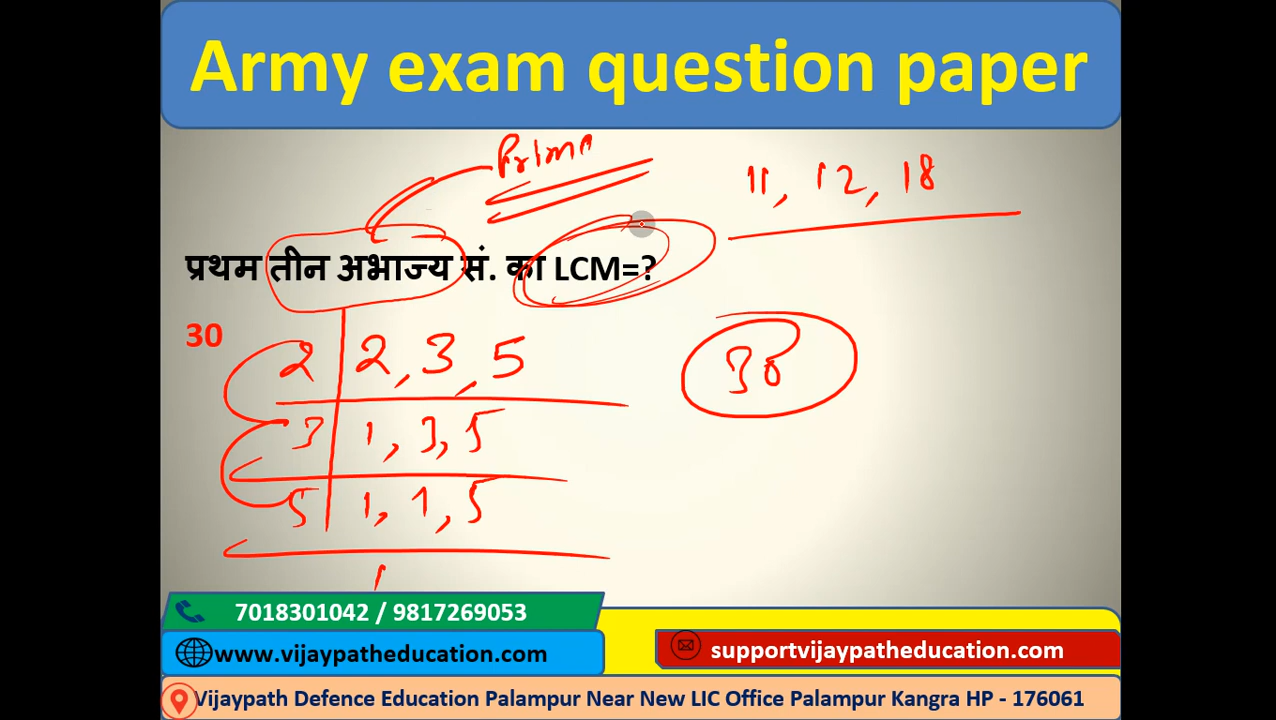 Army exam question paper
Prime
11, 12, 18
प्रथम तीन अभाज्य सं. का LCM=?
30
2 2, 3, 5
30
3 1, 3, 5
5 1, 1, 5
1
7018301042 / 9817269053
www.vijaypatheducation.com
supportvijaypatheducation.com
Vijaypath Defence Education Palampur Near New LIC Office Palampur Kangra HP - 176061